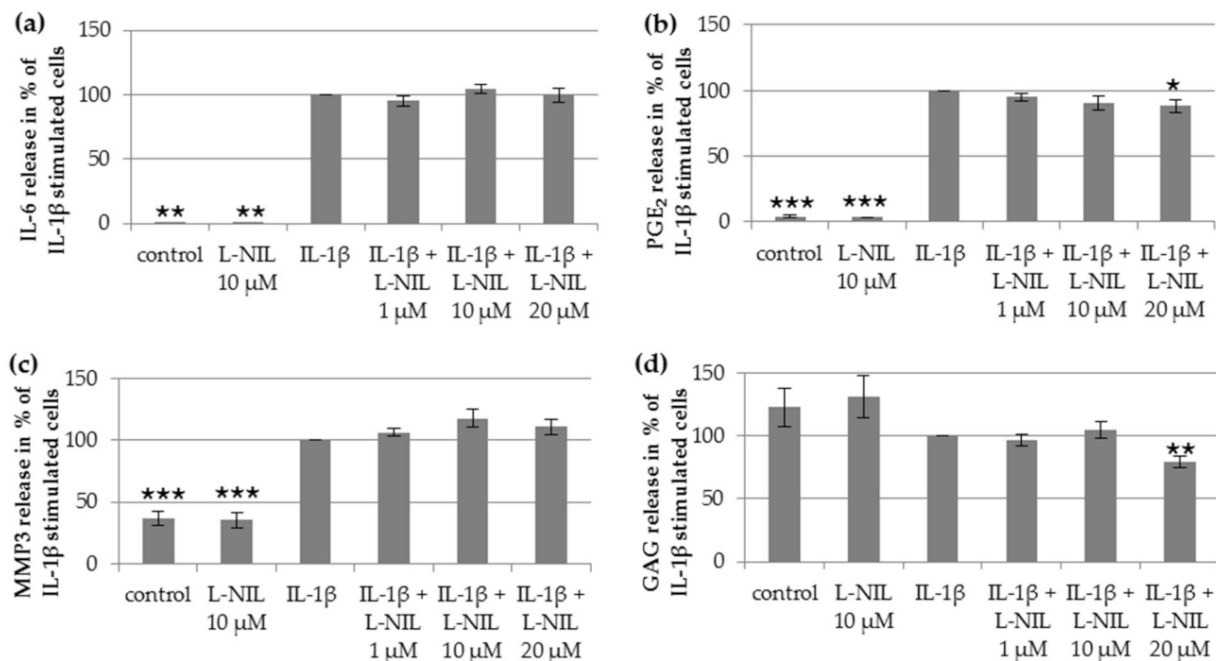 (a)
IL-6 release in % of
IL-1β stimulated cells
150
100
50
0
★★
★★
control
L-NIL
10 µM
IL-1β
IL-1β +
L-NIL
1 µM
IL-1β +
L-NIL
10 µM
IL-1β +
L-NIL
20 µM
(b)
PGE₂ release in % of
IL-1β stimulated cells
150
100
50
0
★★★
★★★
★
control
L-NIL
10 µM
IL-1β
IL-1β +
L-NIL
1 µM
IL-1β +
L-NIL
10 µM
IL-1β +
L-NIL
20 µM
(c)
MMP3 release in % of
IL-1β stimulated cells
150
100
50
0
★★★
★★★
control
L-NIL
10 µM
IL-1β
IL-1β +
L-NIL
1 µM
IL-1β +
L-NIL
10 µM
IL-1β +
L-NIL
20 µM
(d)
GAG release in % of
IL-1β stimulated cells
150
100
50
0
★★
control
L-NIL
10 µM
IL-1β
IL-1β +
L-NIL
1 µM
IL-1β +
L-NIL
10 µM
IL-1β +
L-NIL
20 µM